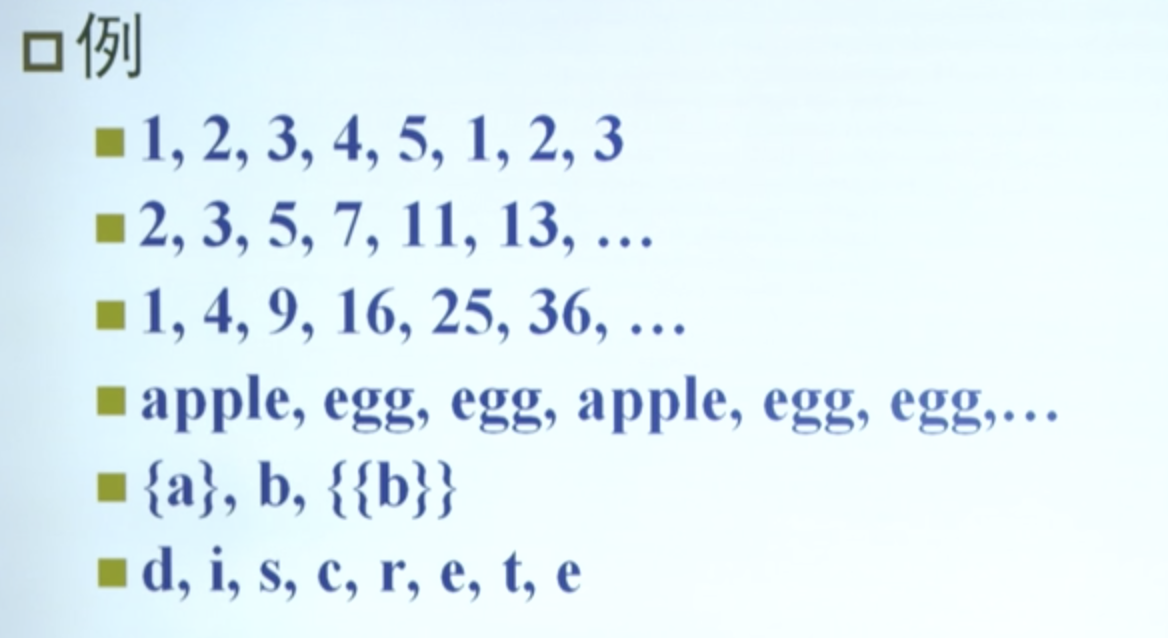 例
1, 2, 3, 4, 5, 1, 2, 3
2, 3, 5, 7, 11, 13, …
1, 4, 9, 16, 25, 36, …
apple, egg, egg, apple, egg, egg,…
{a}, b, {{b}}
d, i, s, c, r, e, t, e